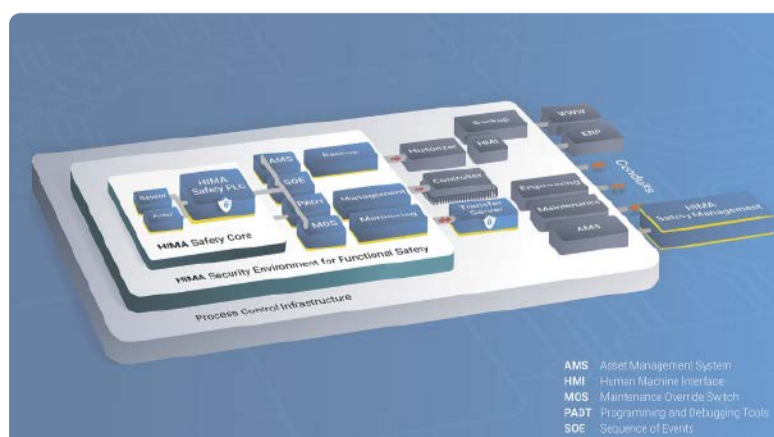 WWW
Backup
ERP
Historizer
HMI
AMS
Backup
Conduits
HIMA
Safety PLC
SOE
Controller
Sensor
Engineering
HIMA
Safety Management
PADT
Management
Actor
Transfer
Server
Maintenance
MOS
Monitoring
AMS
HIMA Safety Core
HIMA Security Environment for Functional Safety
Process Control Infrastructure
AMS Asset Management System
HMI Human Machine Interface
MOS Maintenance Override Switch
PADT Programming and Debugging Tools
SOE Sequence of Events